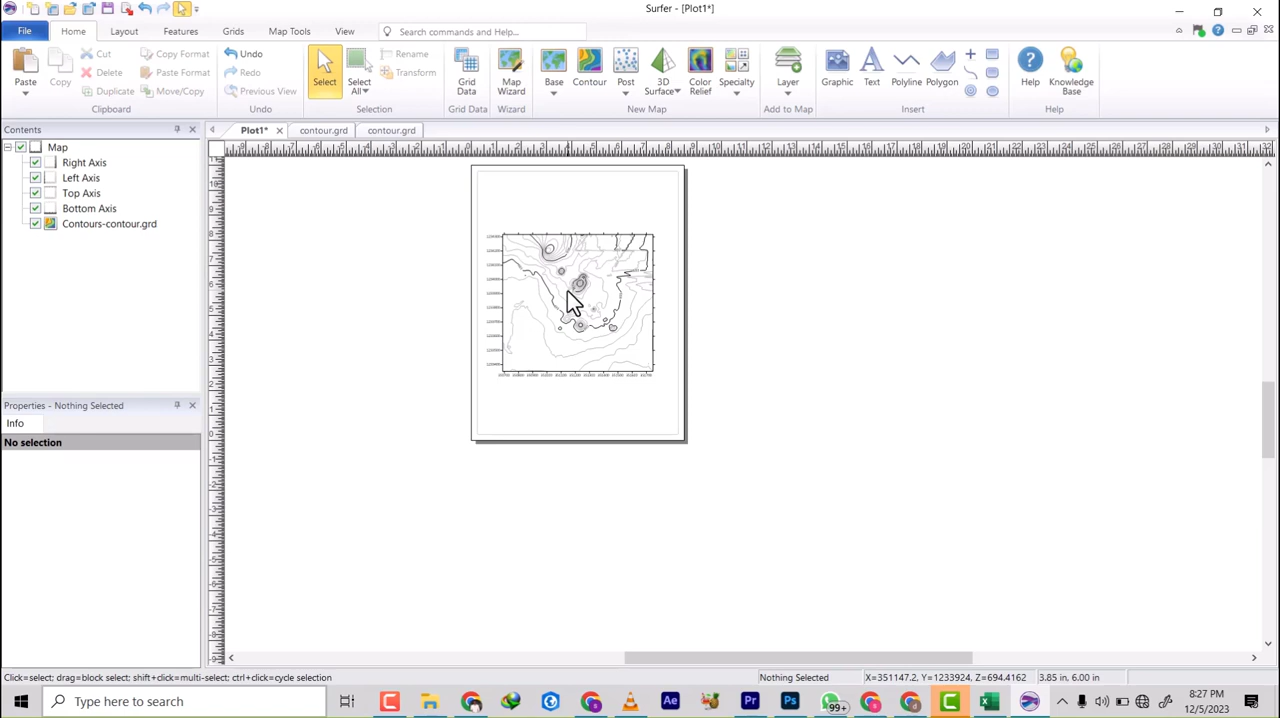 Surfer - [Plot1*]
File Home Layout Features Grids Map Tools View Search commands and Help...
Paste
Copy
Cut
Delete
Duplicate
Copy Format
Paste Format
Move/Copy
Clipboard
Undo
Redo
Previous View
Undo
Select
Select All
Rename
Transform
Selection
Grid Data
Grid Data
Map Wizard
Wizard
Base
Contour
Post
3D Surface
Color Relief
Specialty
New Map
Layer
Add to Map
Graphic
Text
Polyline
Polygon
Insert
Help
Knowledge Base
Help
Contents
Plot1*
contour.grd
contour.grd
Map
Right Axis
Left Axis
Top Axis
Bottom Axis
Contours-contour.grd
Properties - Nothing Selected
Info
No selection
Click=select; drag=block select; shift+click=multi-select; ctrl+click=cycle selection
Nothing Selected
X=351147.2, Y=1233924, Z=694.4162
3.85 in, 6.00 in
Type here to search
99+
8:27 PM
12/5/2023